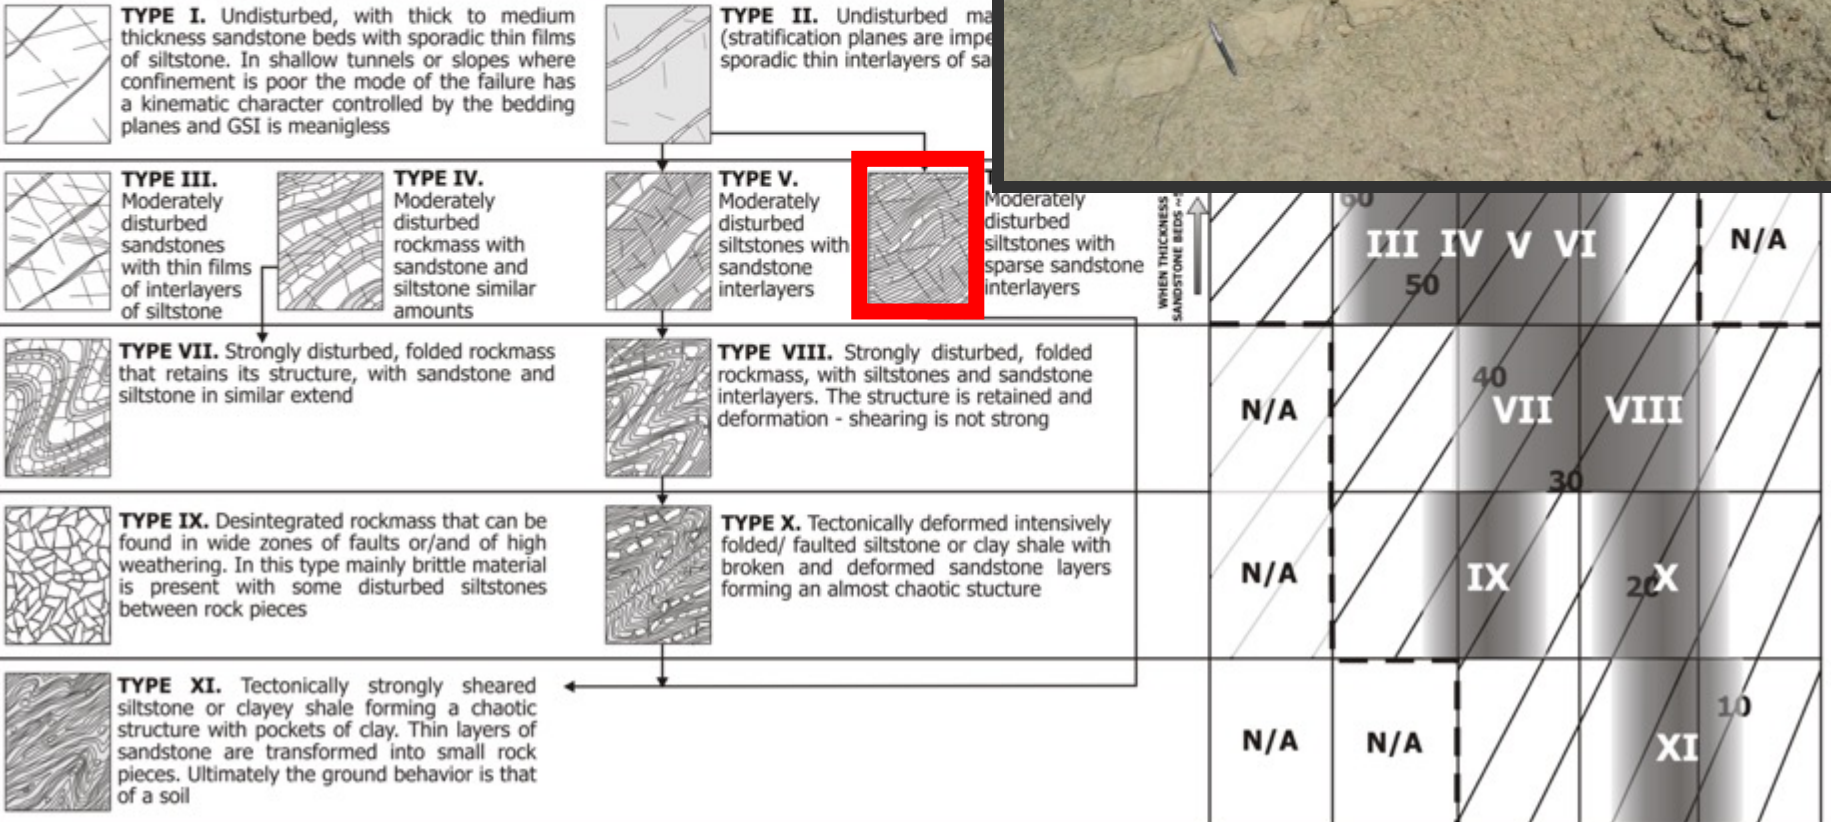 TYPE I. Undisturbed, with thick to medium
thickness sandstone beds with sporadic thin films
of siltstone. In shallow tunnels or slopes where
confinement is poor the mode of the failure has
a kinematic character controlled by the bedding
planes and GSI is meanigless
TYPE II. Undisturbed
(stratification planes are
sporadic thin interlayers of
TYPE III.
Moderately
disturbed
sandstones
with thin films
of interlayers
of siltstone
TYPE IV.
Moderately
disturbed
rockmass with
sandstone and
siltstone similar
amounts
TYPE V.
Moderately
disturbed
siltstones with
sandstone
interlayers
Moderately
disturbed
siltstones with
sparse sandstone
interlayers
WHEN THICKNESS
SANDSTONE BEDS
60
III IV V VI
N/A
50
TYPE VII. Strongly disturbed, folded rockmass
that retains its structure, with sandstone and
siltstone in similar extend
TYPE VIII. Strongly disturbed, folded
rockmass, with siltstones and sandstone
interlayers. The structure is retained and
deformation - shearing is not strong
N/A
40
VII VIII
30
TYPE IX. Desintegrated rockmass that can be
found in wide zones of faults or/and of high
weathering. In this type mainly brittle material
is present with some disturbed siltstones
between rock pieces
TYPE X. Tectonically deformed intensively
folded/ faulted siltstone or clay shale with
broken and deformed sandstone layers
forming an almost chaotic stucture
N/A
IX
20
X
TYPE XI. Tectonically strongly sheared
siltstone or clayey shale forming a chaotic
structure with pockets of clay. Thin layers of
sandstone are transformed into small rock
pieces. Ultimately the ground behavior is that
of a soil
N/A
N/A
10
XI